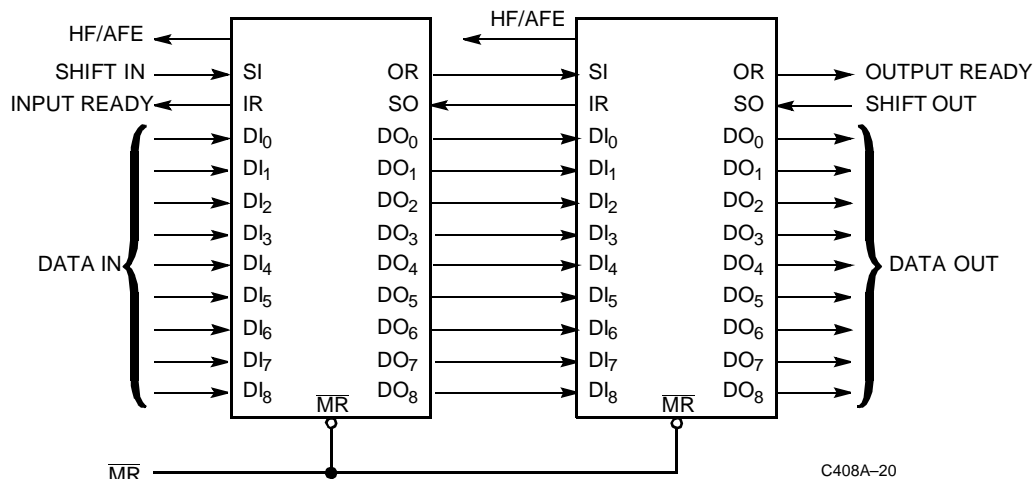 HF/AFE HF/AFE
SHIFT IN SI OR SI OR OUTPUT READY
INPUT READY IR SO IR SO SHIFT OUT
DI0 DO0 DI0 DO0
DI1 DO1 DI1 DO1
DI2 DO2 DI2 DO2
DI3 DO3 DI3 DO3
DATA IN DI4 DO4 DI4 DO4 DATA OUT
DI5 DO5 DI5 DO5
DI6 DO6 DI6 DO6
DI7 DO7 DI7 DO7
DI8 DO8 DI8 DO8
MR MR
MR C408A–20